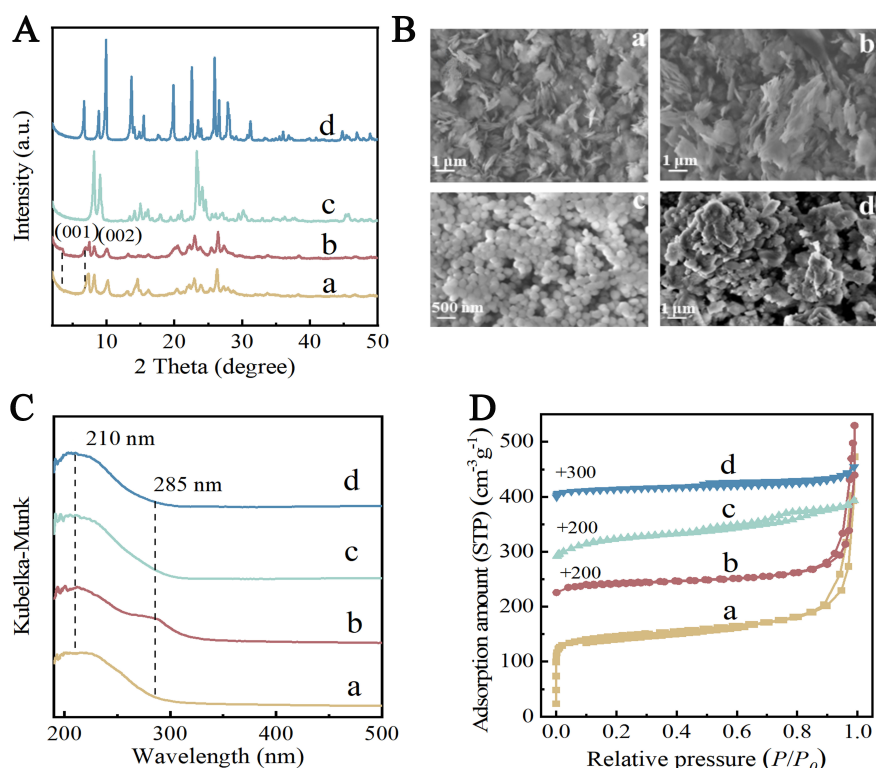 A
Intensity (a.u.)
d
c
(001)
(002)
b
a
10
20
30
40
50
2 Theta (degree)
B
a
1 μm
b
1 μm
c
500 nm
d
1 μm
C
Kubelka-Munk
210 nm
285 nm
d
c
b
a
200
300
400
500
Wavelength (nm)
D
Adsorption amount (STP) (cm⁻³g⁻¹)
500
400
300
200
100
0
+300
d
+200
c
+200
b
a
0.0
0.2
0.4
0.6
0.8
1.0
Relative pressure (P/P₀)